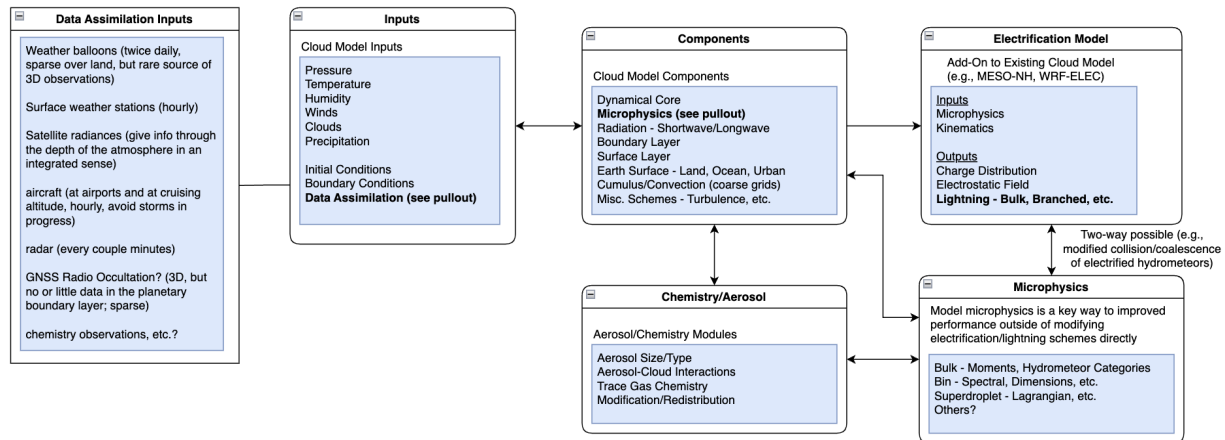 Data Assimilation Inputs
Weather balloons (twice daily,
sparse over land, but rare source of
3D observations)
Surface weather stations (hourly)
Satellite radiances (give info through
the depth of the atmosphere in an
integrated sense)
aircraft (at airports and at cruising
altitude, hourly, avoid storms in
progress)
radar (every couple minutes)
GNSS Radio Occultation? (3D, but
no or little data in the planetary
boundary layer; sparse)
chemistry observations, etc.?
Inputs
Cloud Model Inputs
Pressure
Temperature
Humidity
Winds
Clouds
Precipitation
Initial Conditions
Boundary Conditions
Data Assimilation (see pullout)
Components
Cloud Model Components
Dynamical Core
Microphysics (see pullout)
Radiation - Shortwave/Longwave
Boundary Layer
Surface Layer
Earth Surface - Land, Ocean, Urban
Cumulus/Convection (coarse grids)
Misc. Schemes - Turbulence, etc.
Electrification Model
Add-On to Existing Cloud Model
(e.g., MESO-NH, WRF-ELEC)
Inputs
Microphysics
Kinematics
Outputs
Charge Distribution
Electrostatic Field
Lightning - Bulk, Branched, etc.
Two-way possible (e.g.,
modified collision/coalescence
of electrified hydrometeors)
Chemistry/Aerosol
Aerosol/Chemistry Modules
Aerosol Size/Type
Aerosol-Cloud Interactions
Trace Gas Chemistry
Modification/Redistribution
Microphysics
Model microphysics is a key way to improved
performance outside of modifying
electrification/lightning schemes directly
Bulk - Moments, Hydrometeor Categories
Bin - Spectral, Dimensions, etc.
Superdroplet - Lagrangian, etc.
Others?